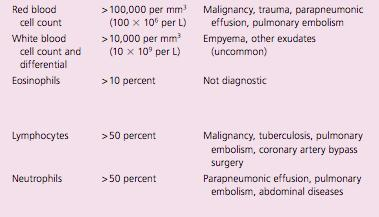 Red blood >100,000 per mm³ Malignancy, trauma, parapneumonic
cell count (100 × 10⁶ per L) effusion, pulmonary embolism
White blood >10,000 per mm³ Empyema, other exudates
cell count and (10 × 10⁹ per L) (uncommon)
differential
Eosinophils >10 percent Not diagnostic
Lymphocytes >50 percent Malignancy, tuberculosis, pulmonary
embolism, coronary artery bypass
surgery
Neutrophils >50 percent Parapneumonic effusion, pulmonary
embolism, abdominal diseases